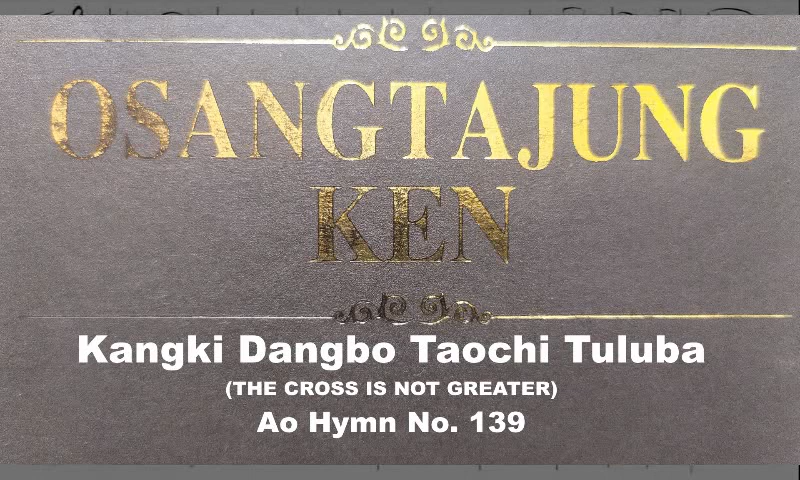 OSANGTAJUNG
KEN
Kangki Dangbo Taochi Tuluba
(THE CROSS IS NOT GREATER)
Ao Hymn No. 139